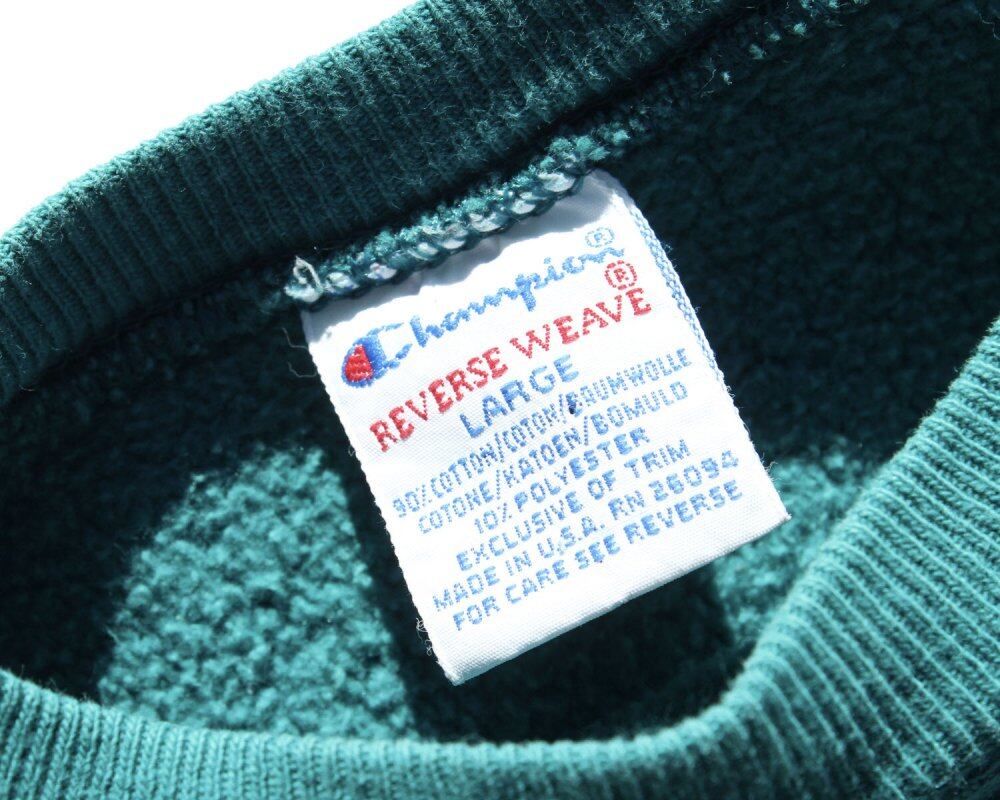 Champion®
REVERSE WEAVE®
LARGE
90% COTTON/COTON/BAUMWOLLE
COTONE/KATOEN/BOMULD
10% POLYESTER
EXCLUSIVE OF TRIM
MADE IN U.S.A. RN 26094
FOR CARE SEE REVERSE